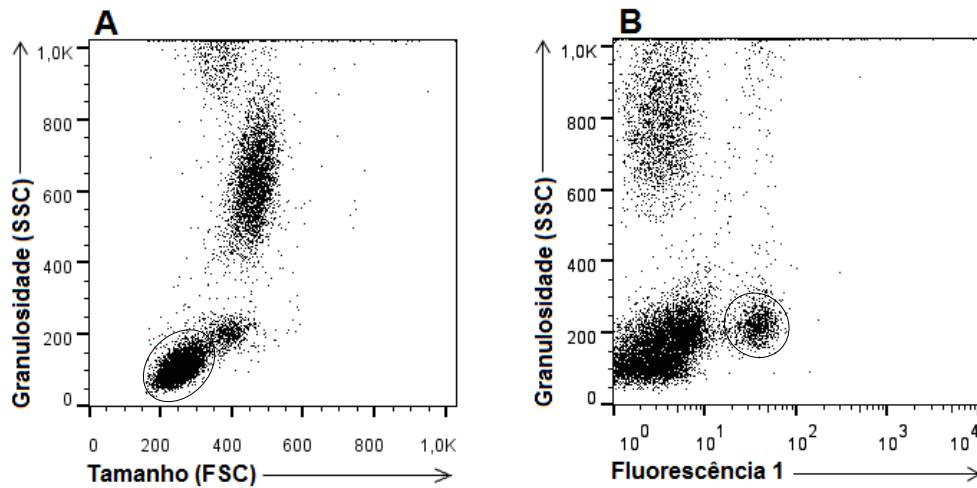 A
Granulosidade (SSC)
1,0K
800
600
400
200
0
0 200 400 600 800 1,0K
Tamanho (FSC)
B
Granulosidade (SSC)
1,0K
800
600
400
200
0
10^0 10^1 10^2 10^3 10^4
Fluorescência 1